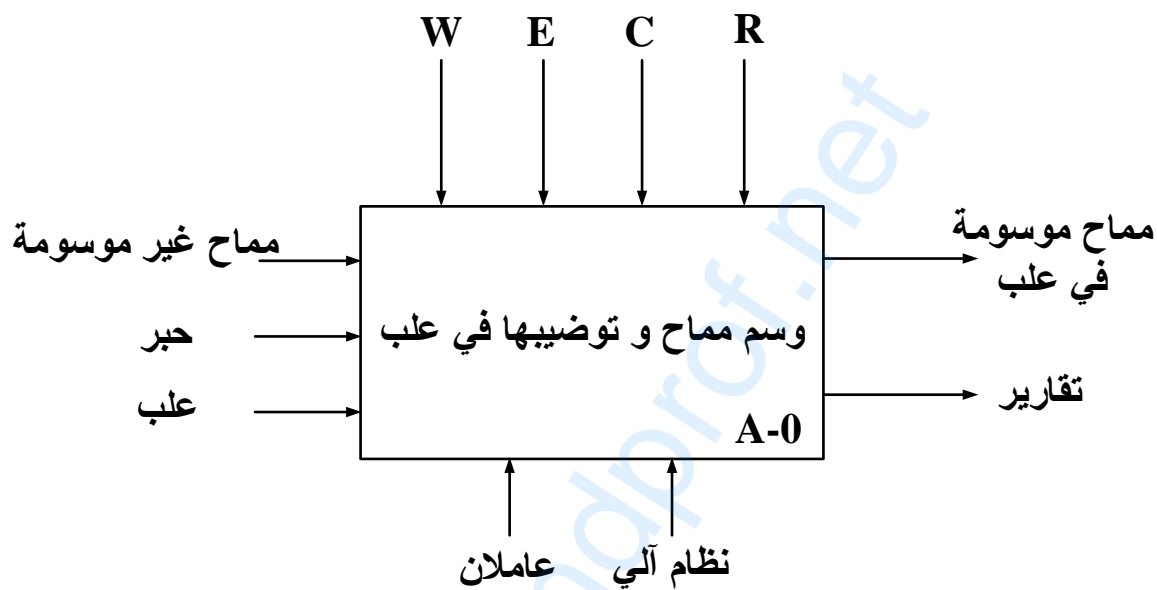 W E C R
مماح غير موسومة
حبر
علب
وسم مماح و توضيبها في علب
A-0
مماح موسومة
في علب
تقارير
عاملان
نظام آلي